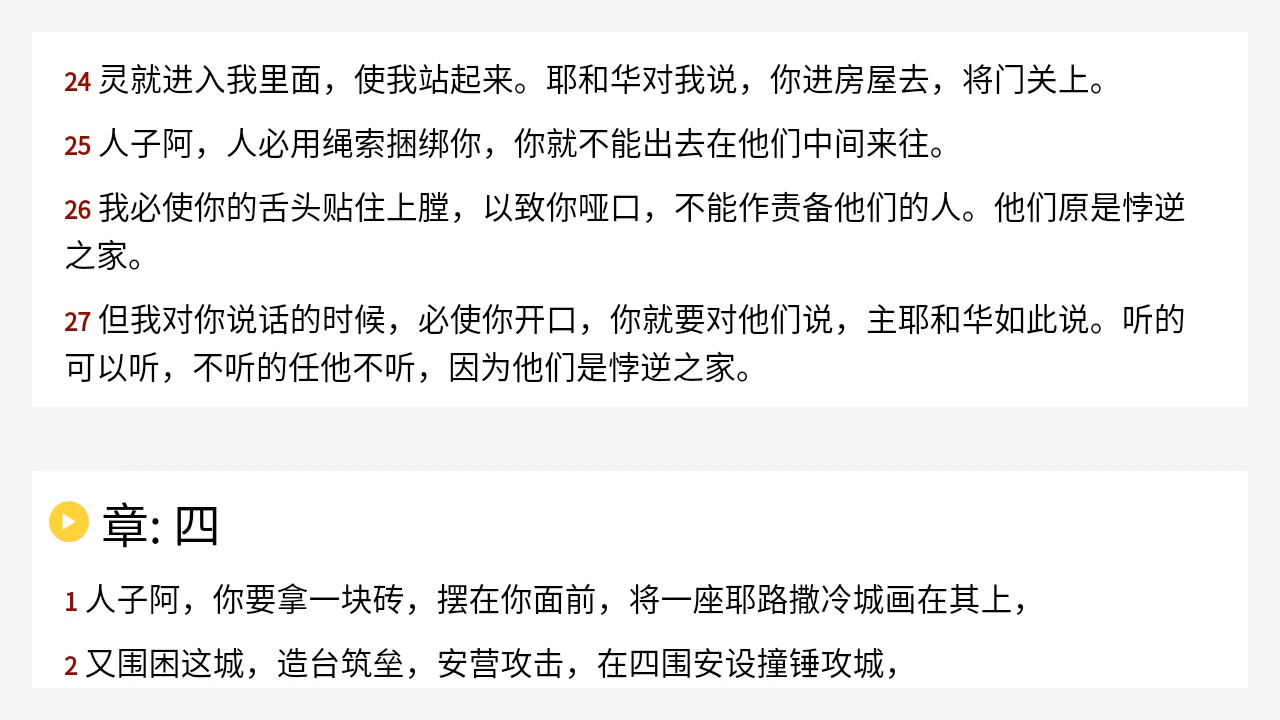 24 灵就进入我里面，使我站起来。耶和华对我说，你进房屋去，将门关上。
25 人子阿，人必用绳索捆绑你，你就不能出去在他们中间来往。
26 我必使你的舌头贴住上膛，以致你哑口，不能作责备他们的人。他们原是悖逆
之家。
27 但我对你说话的时候，必使你开口，你就要对他们说，主耶和华如此说。听的
可以听，不听的任他不听，因为他们是悖逆之家。
章: 四
1 人子阿，你要拿一块砖，摆在你面前，将一座耶路撒冷城画在其上，
2 又围困这城，造台筑垒，安营攻击，在四围安设撞锤攻城，